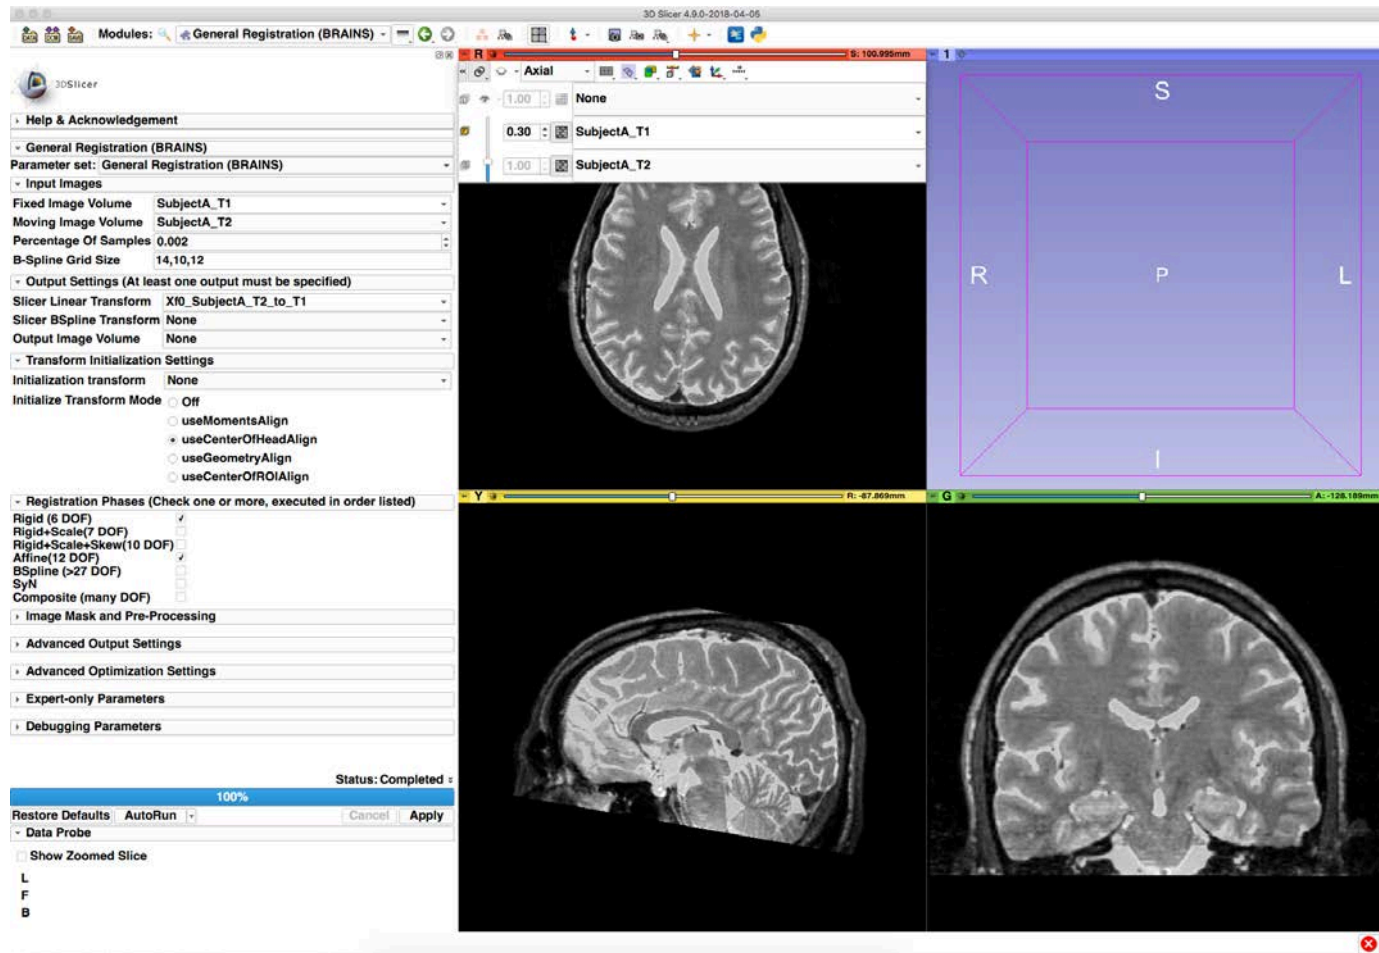 3D Slicer 4.9.0-2018-04-05
Modules: General Registration (BRAINS)
3DSlicer
Help & Acknowledgement
General Registration (BRAINS)
Parameter set: General Registration (BRAINS)
Input Images
Fixed Image Volume SubjectA_T1
Moving Image Volume SubjectA_T2
Percentage Of Samples 0.002
B-Spline Grid Size 14,10,12
Output Settings (At least one output must be specified)
Slicer Linear Transform Xf0_SubjectA_T2_to_T1
Slicer BSpline Transform None
Output Image Volume None
Transform Initialization Settings
Initialization transform None
Initialize Transform Mode Off
useMomentsAlign
useCenterOfHeadAlign
useGeometryAlign
useCenterOfROIAlign
Registration Phases (Check one or more, executed in order listed)
Rigid (6 DOF)
Rigid+Scale(7 DOF)
Rigid+Scale+Skew(10 DOF)
Affine(12 DOF)
BSpline (>27 DOF)
SyN
Composite (many DOF)
Image Mask and Pre-Processing
Advanced Output Settings
Advanced Optimization Settings
Expert-only Parameters
Debugging Parameters
Status: Completed
100%
Restore Defaults AutoRun Cancel Apply
Data Probe
Show Zoomed Slice
L
F
B
R S: 100.995mm
Axial
1.00 None
0.30 SubjectA_T1
1.00 SubjectA_T2
1
S
R P L
I
Y R: -87.869mm
G A: -128.189mm